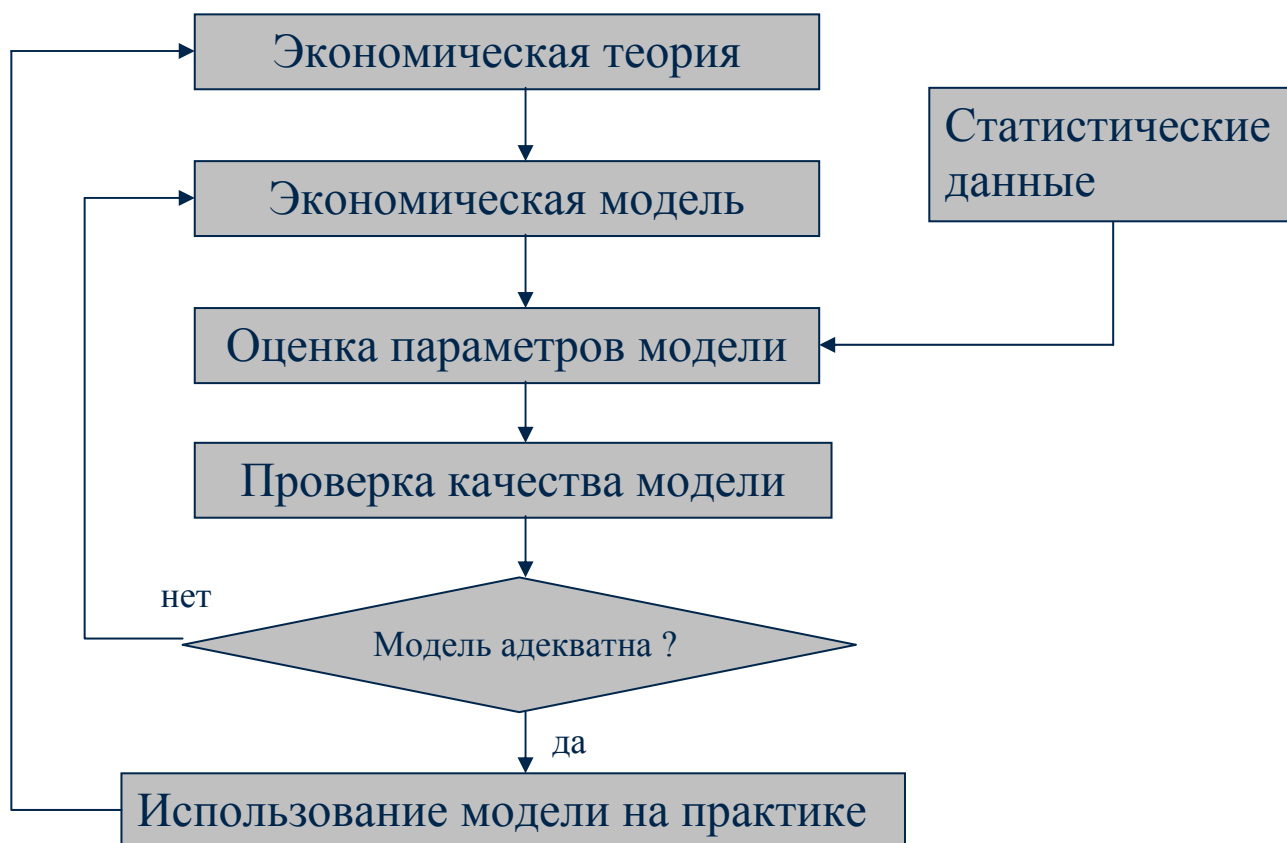 Экономическая теория
Статистические
данные
Экономическая модель
Оценка параметров модели
Проверка качества модели
нет
Модель адекватна ?
да
Использование модели на практике